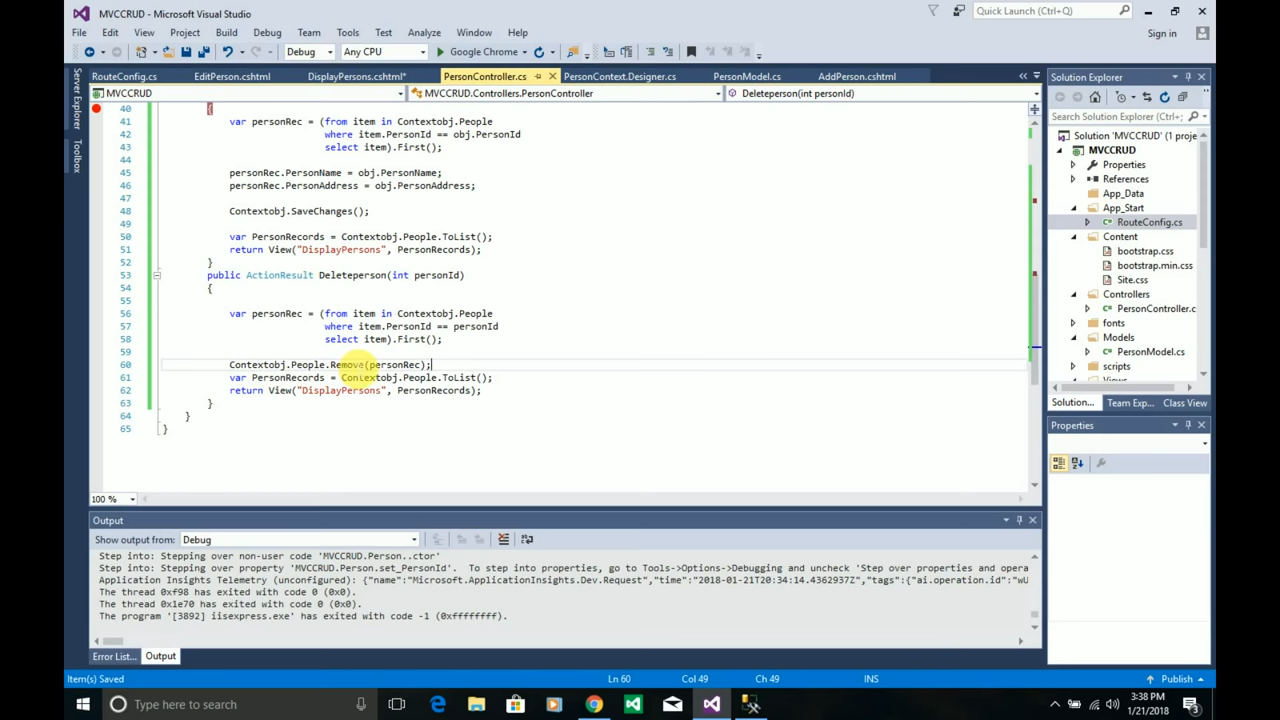 MVCCRUD - Microsoft Visual Studio
Quick Launch (Ctrl+Q)
File Edit View Project Build Debug Team Tools Test Analyze Window Help
Sign in
Debug Any CPU Google Chrome
Server Explorer
Toolbox
RouteConfig.cs EditPerson.cshtml DisplayPersons.cshtml* PersonController.cs PersonContext.Designer.cs PersonModel.cs AddPerson.cshtml
MVCCRUD MVCCRUD.Controllers.PersonController Deleteperson(int personId)
40 {
41 var personRec = (from item in Contextobj.People
42 where item.PersonId == obj.PersonId
43 select item).First();
44
45 personRec.PersonName = obj.PersonName;
46 personRec.PersonAddress = obj.PersonAddress;
47
48 Contextobj.SaveChanges();
49
50 var PersonRecords = Contextobj.People.ToList();
51 return View("DisplayPersons", PersonRecords);
52 }
53 public ActionResult Deleteperson(int personId)
54 {
55
56 var personRec = (from item in Contextobj.People
57 where item.PersonId == personId
58 select item).First();
59
60 Contextobj.People.Remove(personRec);
61 var PersonRecords = Contextobj.People.ToList();
62 return View("DisplayPersons", PersonRecords);
63 }
64 }
65 }
100 %
Solution Explorer
Search Solution Explorer (Ctrl+;
Solution 'MVCCRUD' (1 proje
MVCCRUD
Properties
References
App_Data
App_Start
RouteConfig.cs
Content
bootstrap.css
bootstrap.min.css
Site.css
Controllers
PersonController.c
fonts
Models
PersonModel.cs
scripts
Views
Solution... Team Exp... Class View
Properties
Output
Show output from: Debug
Step into: Stepping over non-user code 'MVCCRUD.Person..ctor'
Step into: Stepping over property 'MVCCRUD.Person.set_PersonId'. To step into properties, go to Tools->Options->Debugging and uncheck 'Step over properties and o
Application Insights Telemetry (unconfigured): {"name":"Microsoft.ApplicationInsights.Dev.Request","time":"2018-01-21T20:34:14.4362937Z","tags":{"ai.operation.id":"wU
The thread 0xf98 has exited with code 0 (0x0).
The thread 0x1e70 has exited with code 0 (0x0).
The program '[3892] iisexpress.exe' has exited with code -1 (0xffffffff).
Error List... Output
Item(s) Saved Ln 60 Col 49 Ch 49 INS Publish
Type here to search
3:38 PM
1/21/2018
3